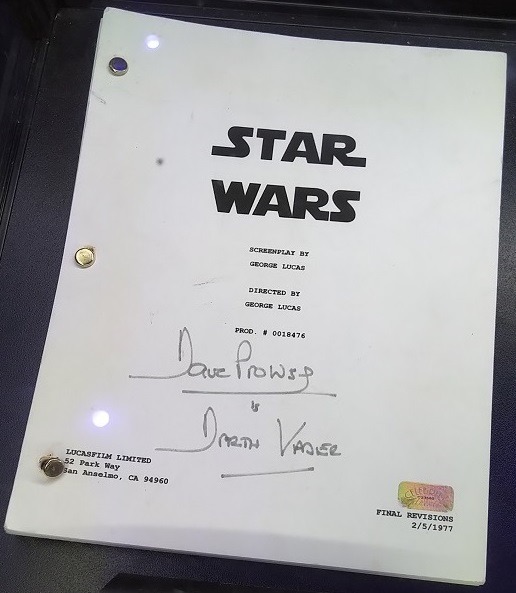 STAR
WARS
SCREENPLAY BY
GEORGE LUCAS
DIRECTED BY
GEORGE LUCAS
PROD. # 0018476
Dave Prowse
is
Darth Vader
LUCASFILM LIMITED
52 Park Way
San Anselmo, CA 94960
FINAL REVISIONS
2/5/1977